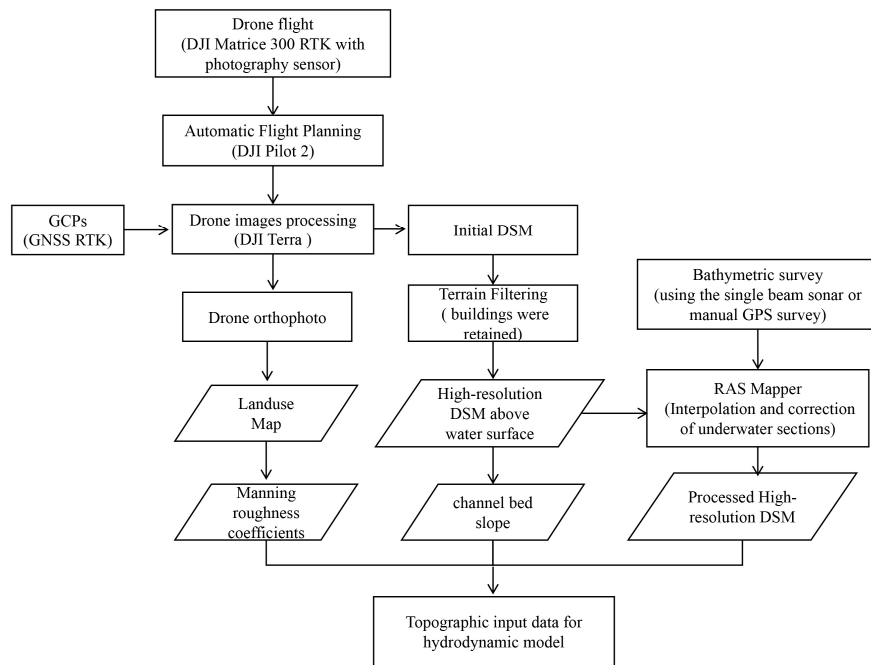 Drone flight
(DJI Matrice 300 RTK with
photography sensor)
Automatic Flight Planning
(DJI Pilot 2)
GCPs
(GNSS RTK)
Drone images processing
(DJI Terra )
Initial DSM
Bathymetric survey
(using the single beam sonar or
manual GPS survey)
Drone orthophoto
Terrain Filtering
( buildings were
retained)
Landuse
Map
High-resolution
DSM above
water surface
RAS Mapper
(Interpolation and correction
of underwater sections)
Manning
roughness
coefficients
channel bed
slope
Processed High-
resolution DSM
Topographic input data for
hydrodynamic model